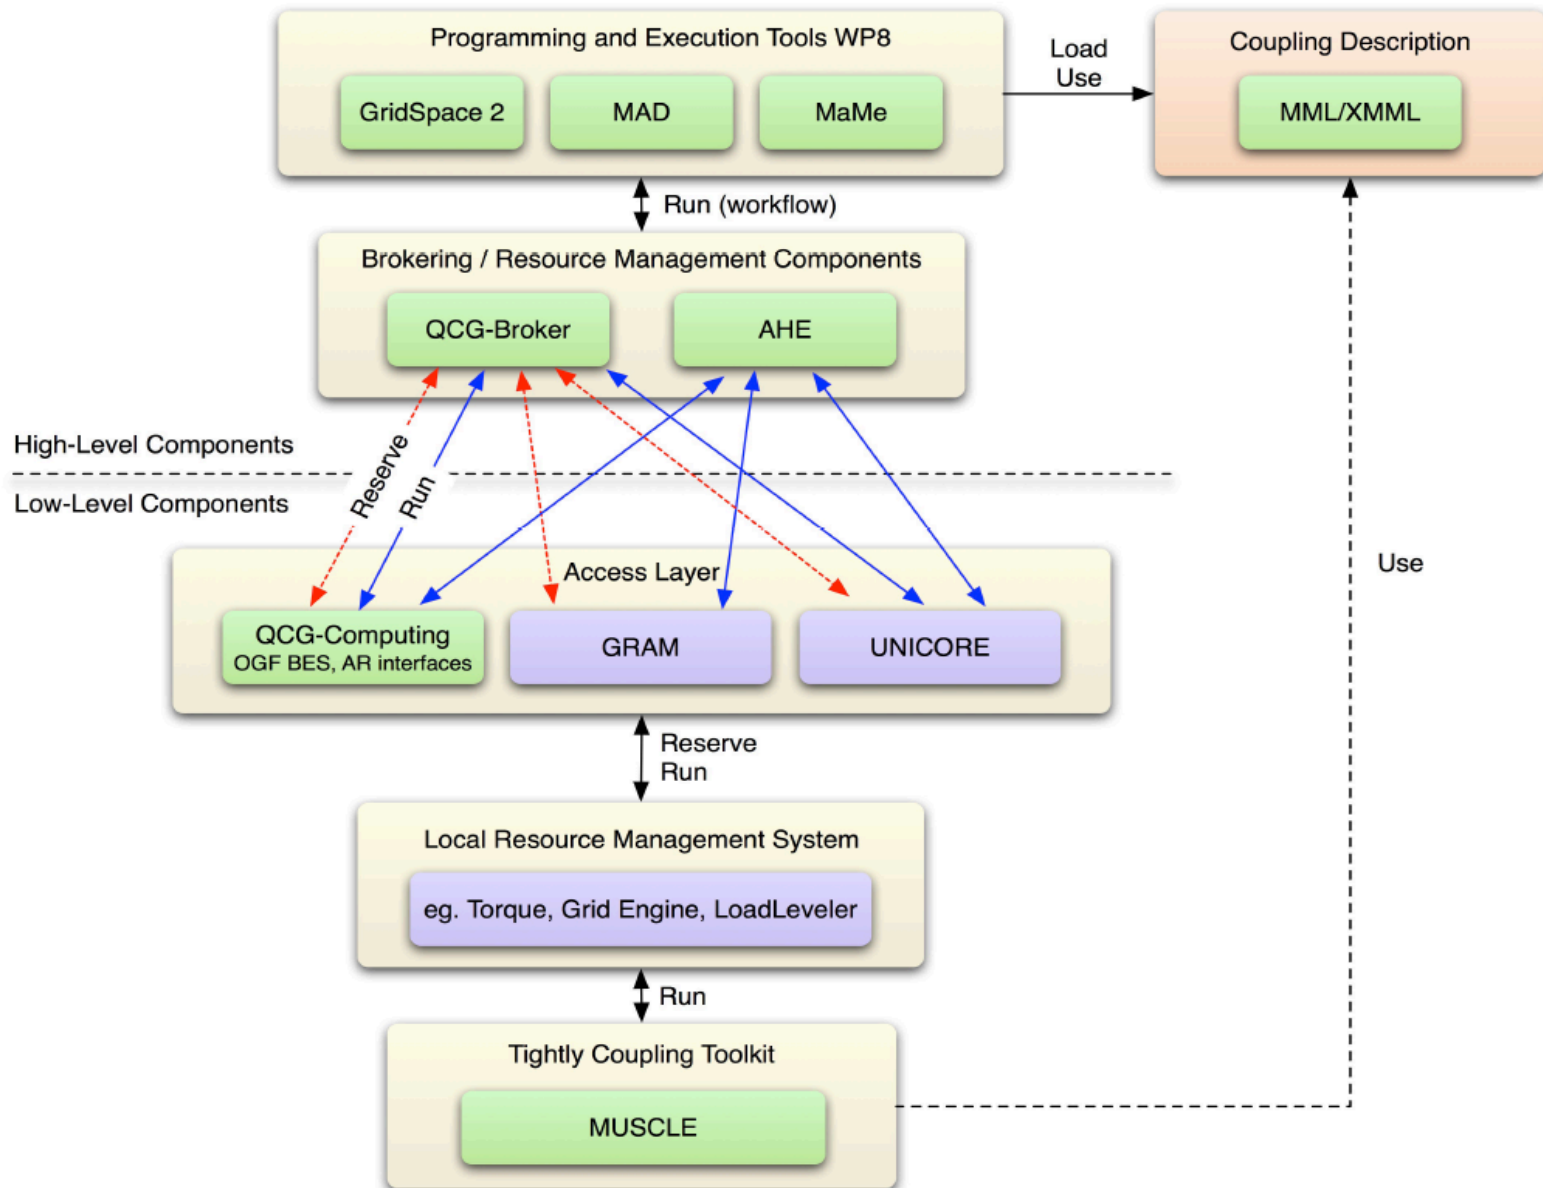 Programming and Execution Tools WP8
GridSpace 2
MAD
MaMe
Load
Use
Coupling Description
MML/XMML
Run (workflow)
Brokering / Resource Management Components
QCG-Broker
AHE
High-Level Components
Low-Level Components
Reserve
Run
Access Layer
QCG-Computing
OGF BES, AR interfaces
GRAM
UNICORE
Use
Reserve
Run
Local Resource Management System
eg. Torque, Grid Engine, LoadLeveler
Run
Tightly Coupling Toolkit
MUSCLE